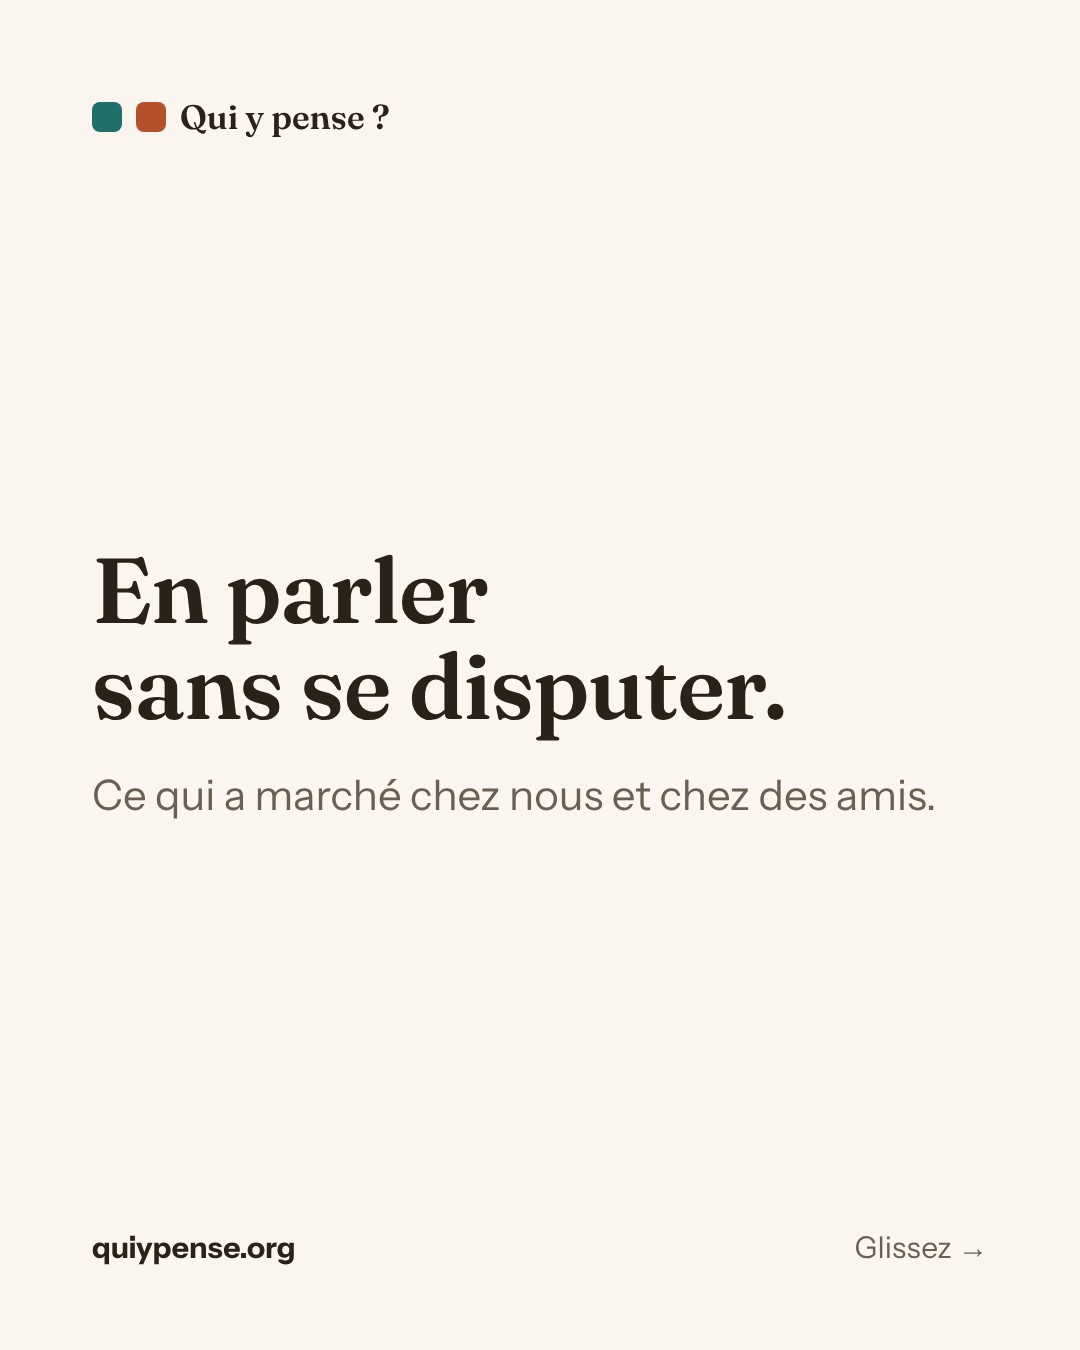 Qui y pense ?
En parler
sans se disputer.
Ce qui a marché chez nous et chez des amis.
quiypense.org
Glissez →